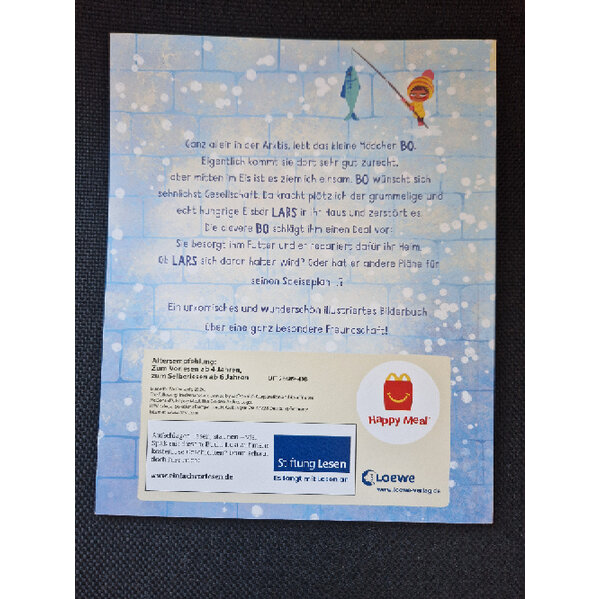 Ganz allein in der Arktis, lebt das kleine Mädchen BO.
Eigentlich kommt sie dort sehr gut zurecht,
aber mitten im Eis ist es ziemlich einsam. BO wünscht sich
sehnlichst Gesellschaft. Da kracht plötzlich der grummelige und
echt hungrige Eisbär LARS in ihr Haus und zerstört es.
Die clevere BO schlägt ihm einen Deal vor:
Sie besorgt ihm Futter und er repariert dafür ihr Heim.
Ob LARS sich daran halten wird? Oder hat er andere Pläne für
seinen Speiseplan ...?
Ein urkomisches und wunderschön illustriertes Bilderbuch
über eine ganz besondere Freundschaft!
Altersempfehlung:
Zum Vorlesen ab 4 Jahren,
zum Selberlesen ab 6 Jahren
Happy Meal
www.einfachvorlesen.de
Stiftung Lesen
Es fängt mit Lesen an
Loewe
www.loewe-verlag.de